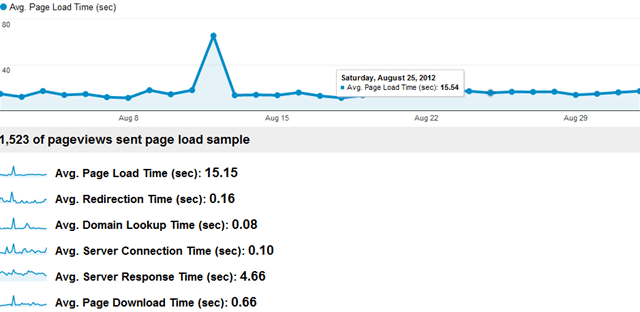 Avg. Page Load Time (sec)
80
40
Saturday, August 25, 2012
Avg. Page Load Time (sec): 15.54
Aug 8
Aug 15
Aug 22
Aug 29
1,523 of pageviews sent page load sample
Avg. Page Load Time (sec): 15.15
Avg. Redirection Time (sec): 0.16
Avg. Domain Lookup Time (sec): 0.08
Avg. Server Connection Time (sec): 0.10
Avg. Server Response Time (sec): 4.66
Avg. Page Download Time (sec): 0.66